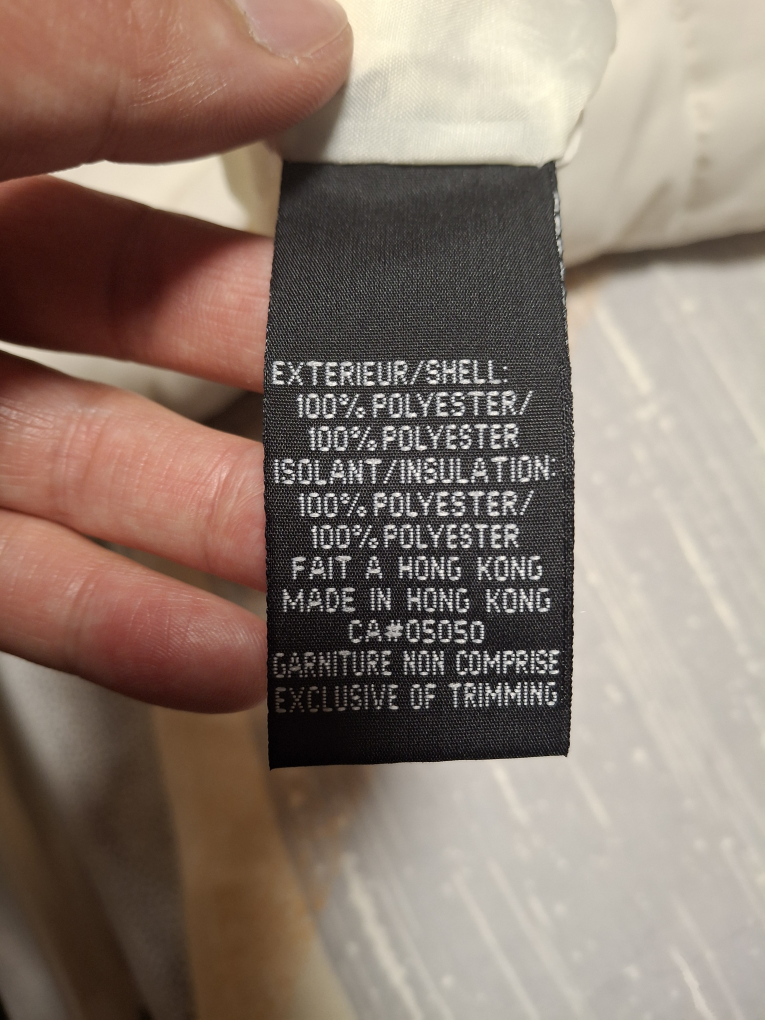 EXTERIEUR/SHELL:
100% POLYESTER/
100% POLYESTER
ISOLANT/INSULATION:
100% POLYESTER/
100% POLYESTER
FAIT A HONG KONG
MADE IN HONG KONG
CA#05050
GARNITURE NON COMPRISE
EXCLUSIVE OF TRIMMING